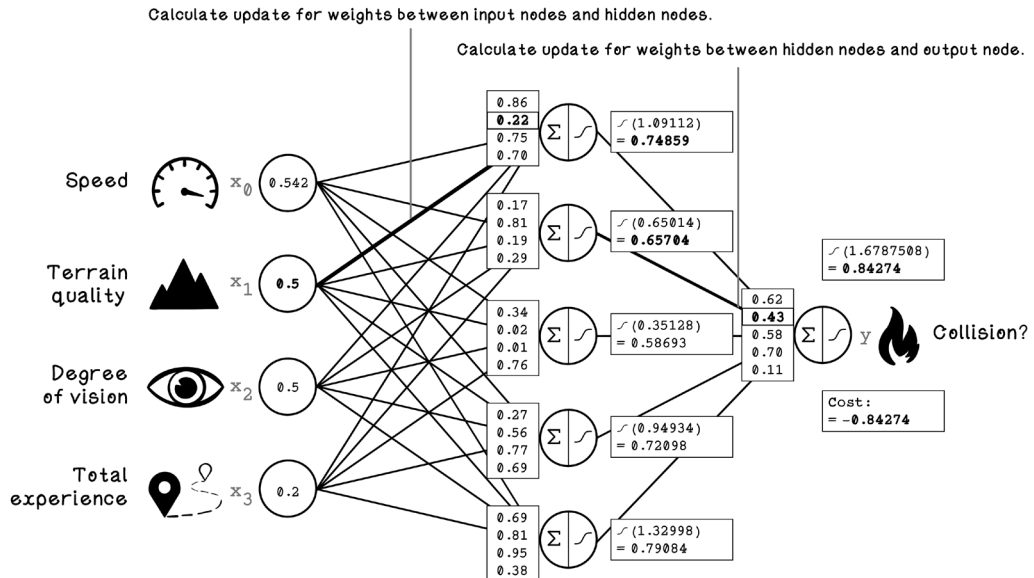 Calculate update for weights between input nodes and hidden nodes.
Calculate update for weights between hidden nodes and output node.
Speed
x0
0.542
Terrain
quality
x1
0.5
Degree
of vision
x2
0.5
Total
experience
x3
0.2
0.86
0.22
0.75
0.70
Σ
(1.09112)
= 0.74859
0.17
0.81
0.19
0.29
Σ
(0.65014)
= 0.65704
0.34
0.02
0.01
0.76
Σ
(0.35128)
= 0.58693
0.27
0.56
0.77
0.69
Σ
(0.94934)
= 0.72098
0.69
0.81
0.95
0.38
Σ
(1.32998)
= 0.79084
0.62
0.43
0.58
0.70
0.11
Σ
(1.6787508)
= 0.84274
y
Collision?
Cost:
= -0.84274